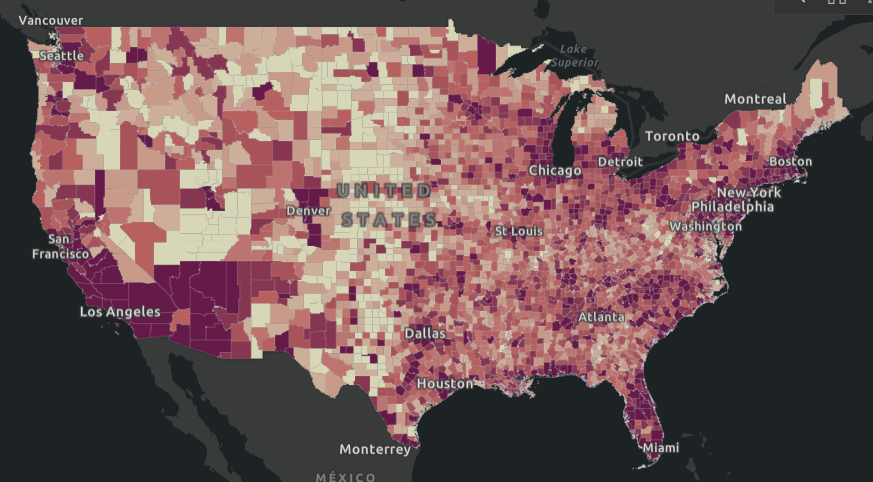 Vancouver
Seattle
Lake
Superior
Montreal
Toronto
Chicago
Detroit
Boston
UNITED
STATES
New York
Philadelphia
Denver
Washington
St Louis
San
Francisco
Los Angeles
Atlanta
Dallas
Houston
Monterrey
Miami
MÉXICO